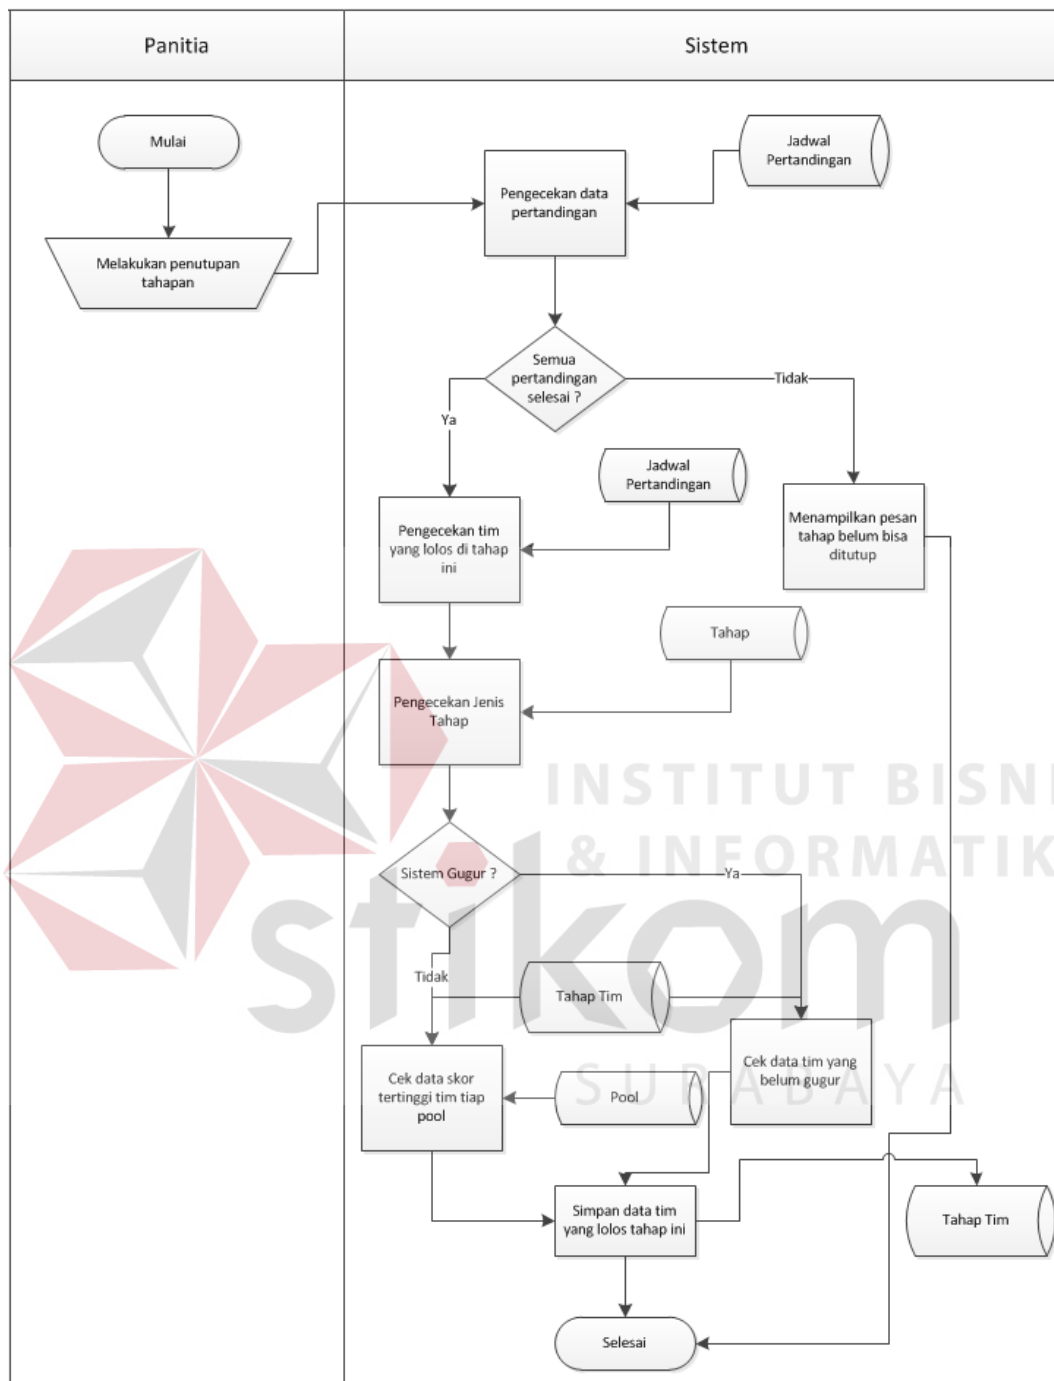 Panitia
Sistem
Mulai
Jadwal
Pertandingan
Pengecekan data
pertandingan
Melakukan penutupan
tahapan
Semua
pertandingan
selesai ?
Tidak
Ya
Jadwal
Pertandingan
Pengecekan tim
yang lolos di tahap
ini
Menampilkan pesan
tahap belum bisa
ditutup
Tahap
Pengecekan Jenis
Tahap
INSTITUT BISNI
& INFORMATIK
Sistem Gugur ?
Ya
stikom
Tidak
Tahap Tim
Cek data tim yang
belum gugur
Cek data skor
tertinggi tim tiap
pool
Pool
SURABAYA
Simpan data tim
yang lolos tahap ini
Tahap Tim
Selesai